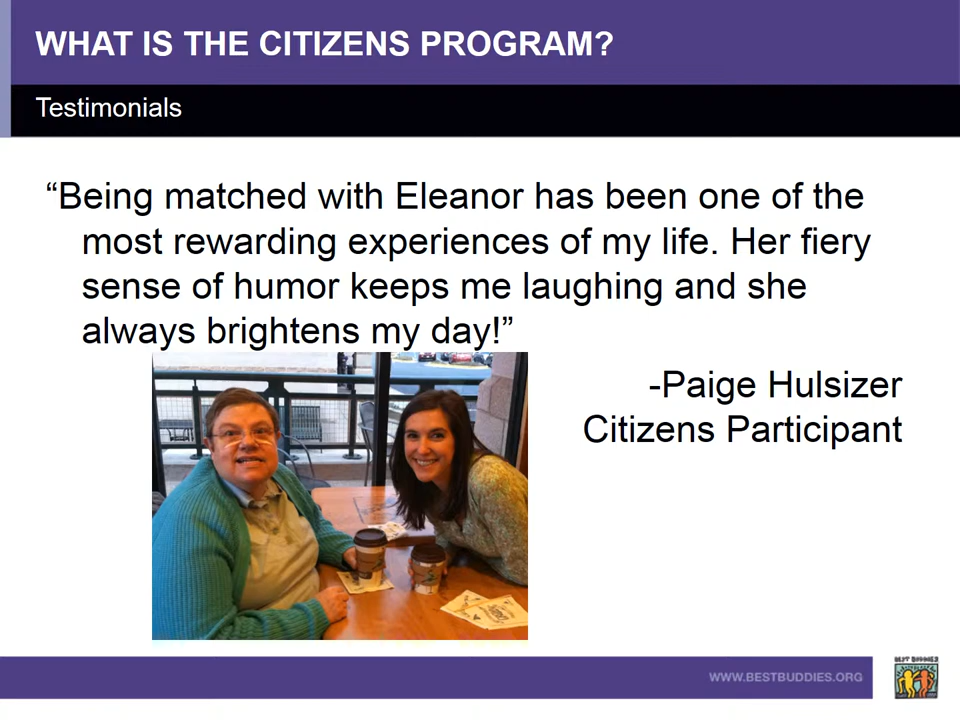 WHAT IS THE CITIZENS PROGRAM?
Testimonials
“Being matched with Eleanor has been one of the
most rewarding experiences of my life. Her fiery
sense of humor keeps me laughing and she
always brightens my day!”
-Paige Hulsizer
Citizens Participant
WWW.BESTBUDDIES.ORG
BEST BUDDIES